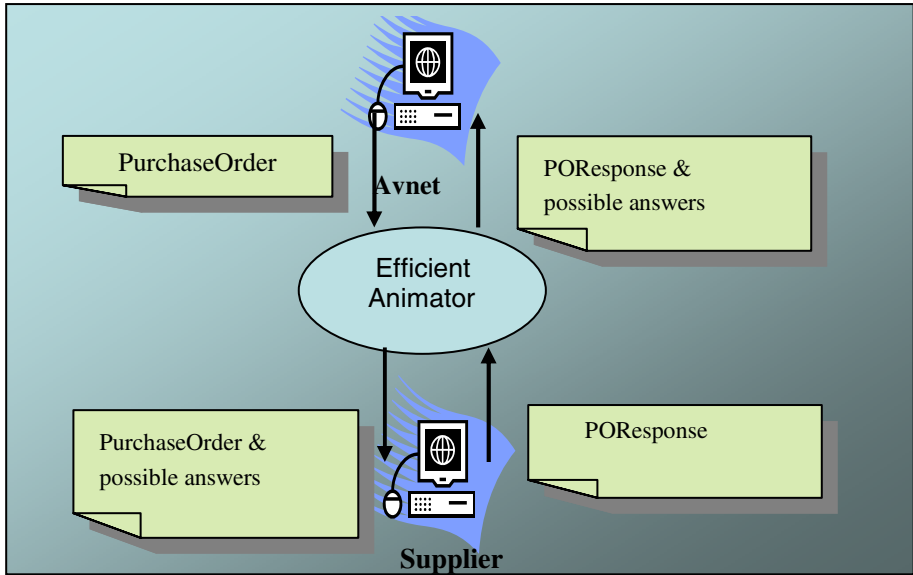 PurchaseOrder
Avnet
POResponse &
possible answers
Efficient
Animator
PurchaseOrder &
possible answers
POResponse
Supplier